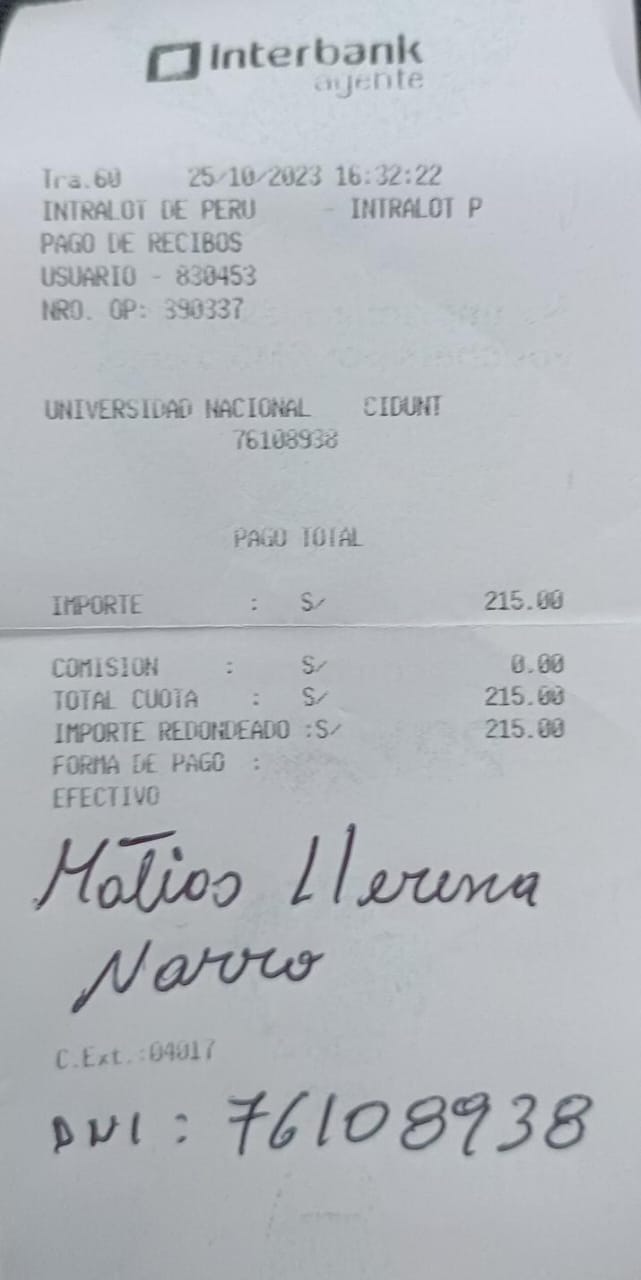 Interbank
agente
Tra.60 25/10/2023 16:32:22
INTRALOT DE PERU - INTRALOT P
PAGO DE RECIBOS
USUARIO - 830453
NRO. OP: 390337
UNIVERSIDAD NACIONAL CIDUNT
76108938
PAGO TOTAL
IMPORTE : S/ 215.00
COMISION : S/ 0.00
TOTAL CUOTA : S/ 215.00
IMPORTE REDONDEADO :S/ 215.00
FORMA DE PAGO :
EFECTIVO
Matias Llerena
Narro
C.Ext.:04017
DNI : 76108938